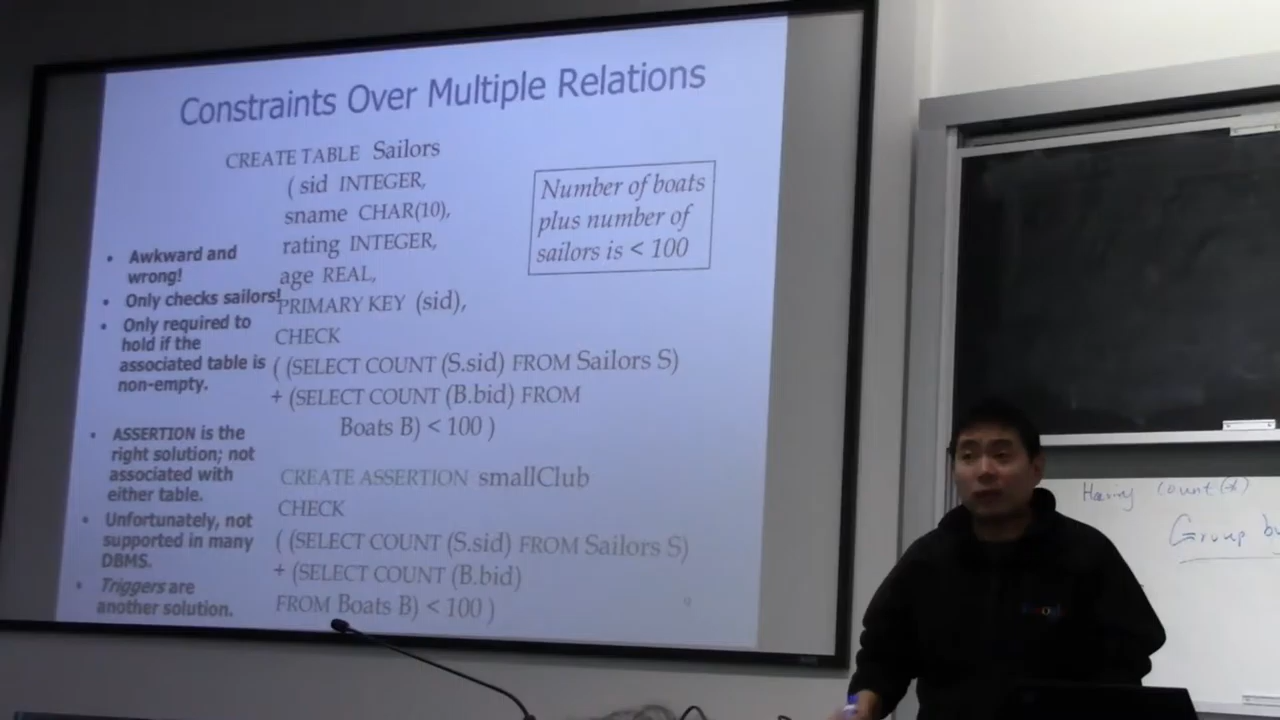 Constraints Over Multiple Relations
CREATE TABLE Sailors
( sid INTEGER,
sname CHAR(10),
rating INTEGER,
age REAL,
PRIMARY KEY (sid),
CHECK
( (SELECT COUNT (S.sid) FROM Sailors S)
+ (SELECT COUNT (B.bid) FROM
Boats B) < 100 )
Number of boats
plus number of
sailors is < 100
• Awkward and
wrong!
• Only checks sailors!
• Only required to
hold if the
associated table is
non-empty.
• ASSERTION is the
right solution; not
associated with
either table.
• Unfortunately, not
supported in many
DBMS.
• Triggers are
another solution.
CREATE ASSERTION smallClub
CHECK
( (SELECT COUNT (S.sid) FROM Sailors S)
+ (SELECT COUNT (B.bid)
FROM Boats B) < 100 )
9
Having Count(*)
Group by